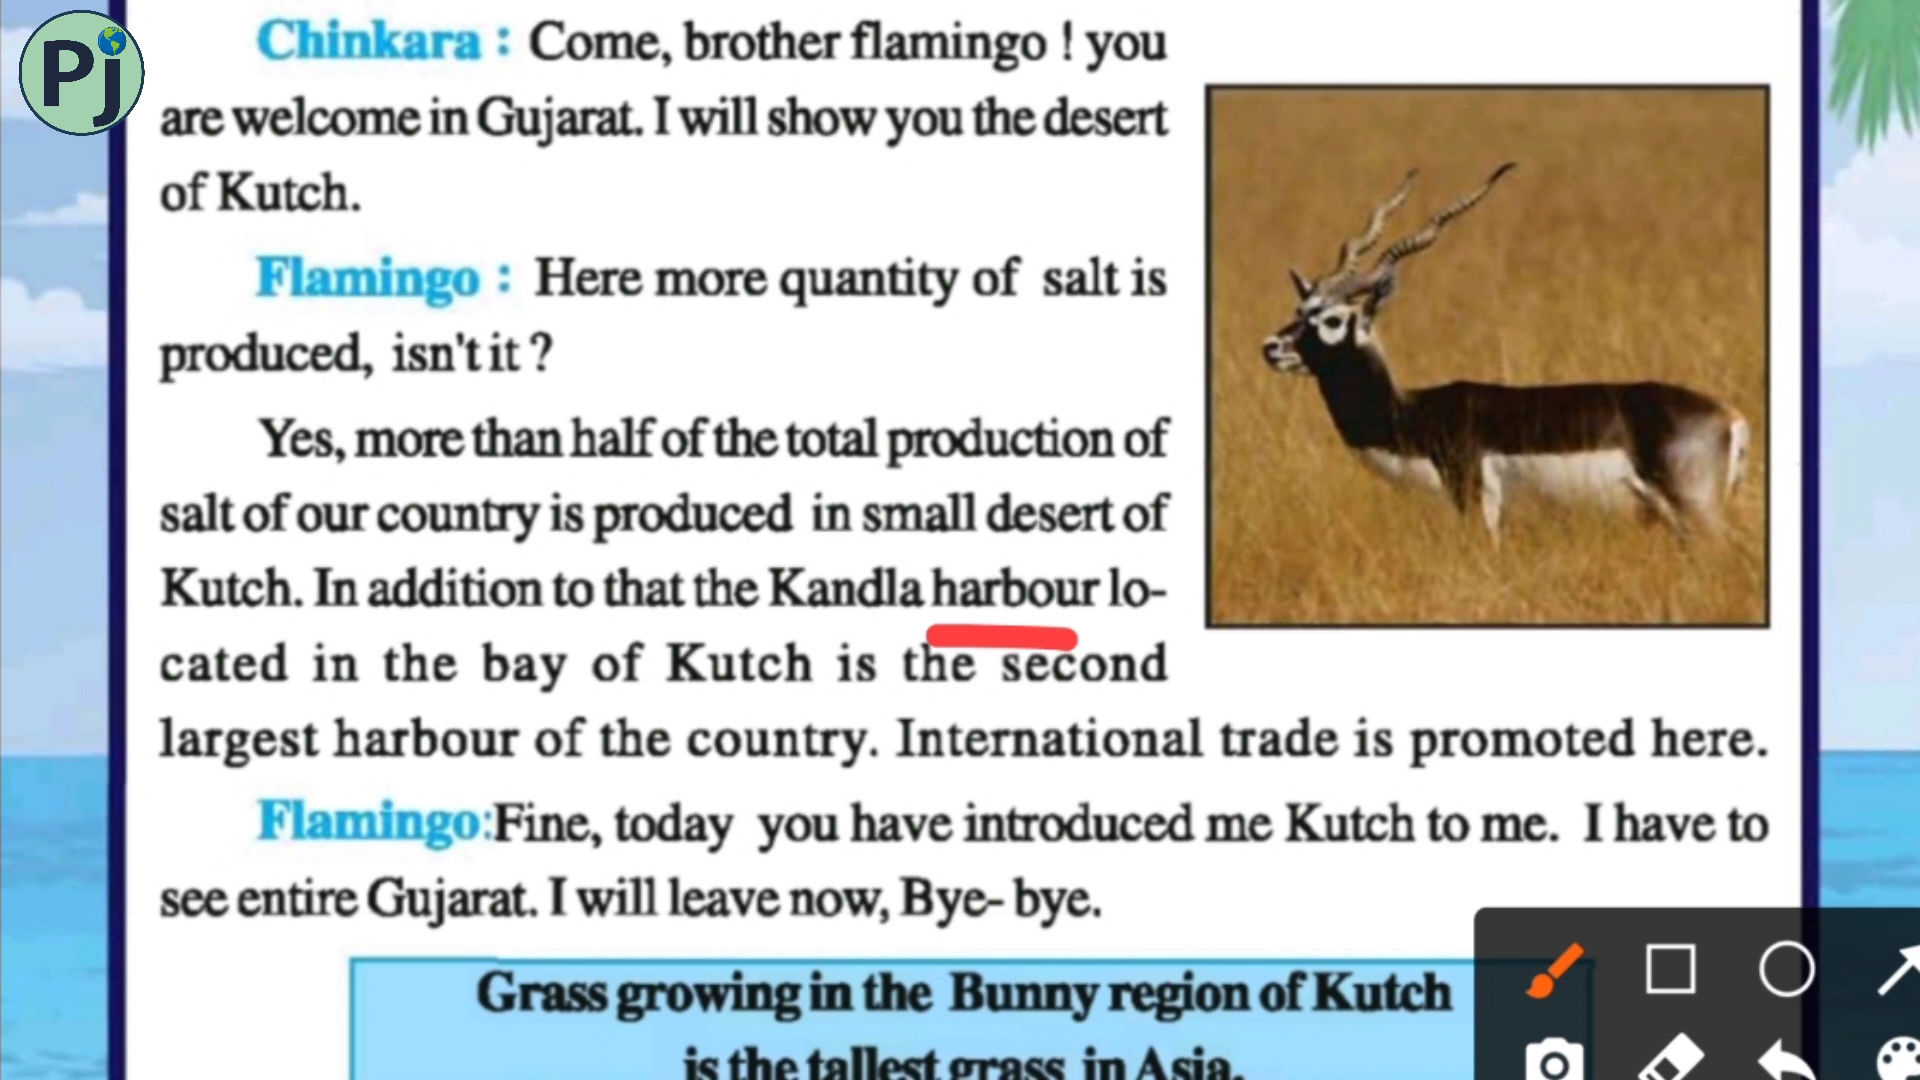 Pj
Chinkara : Come, brother flamingo ! you
are welcome in Gujarat. I will show you the desert
of Kutch.
Flamingo : Here more quantity of salt is
produced, isn't it ?
Yes, more than half of the total production of
salt of our country is produced in small desert of
Kutch. In addition to that the Kandla harbour lo-
cated in the bay of Kutch is the second
largest harbour of the country. International trade is promoted here.
Flamingo:Fine, today you have introduced me Kutch to me. I have to
see entire Gujarat. I will leave now, Bye- bye.
Grass growing in the Bunny region of Kutch
is the tallest grass in Asia.